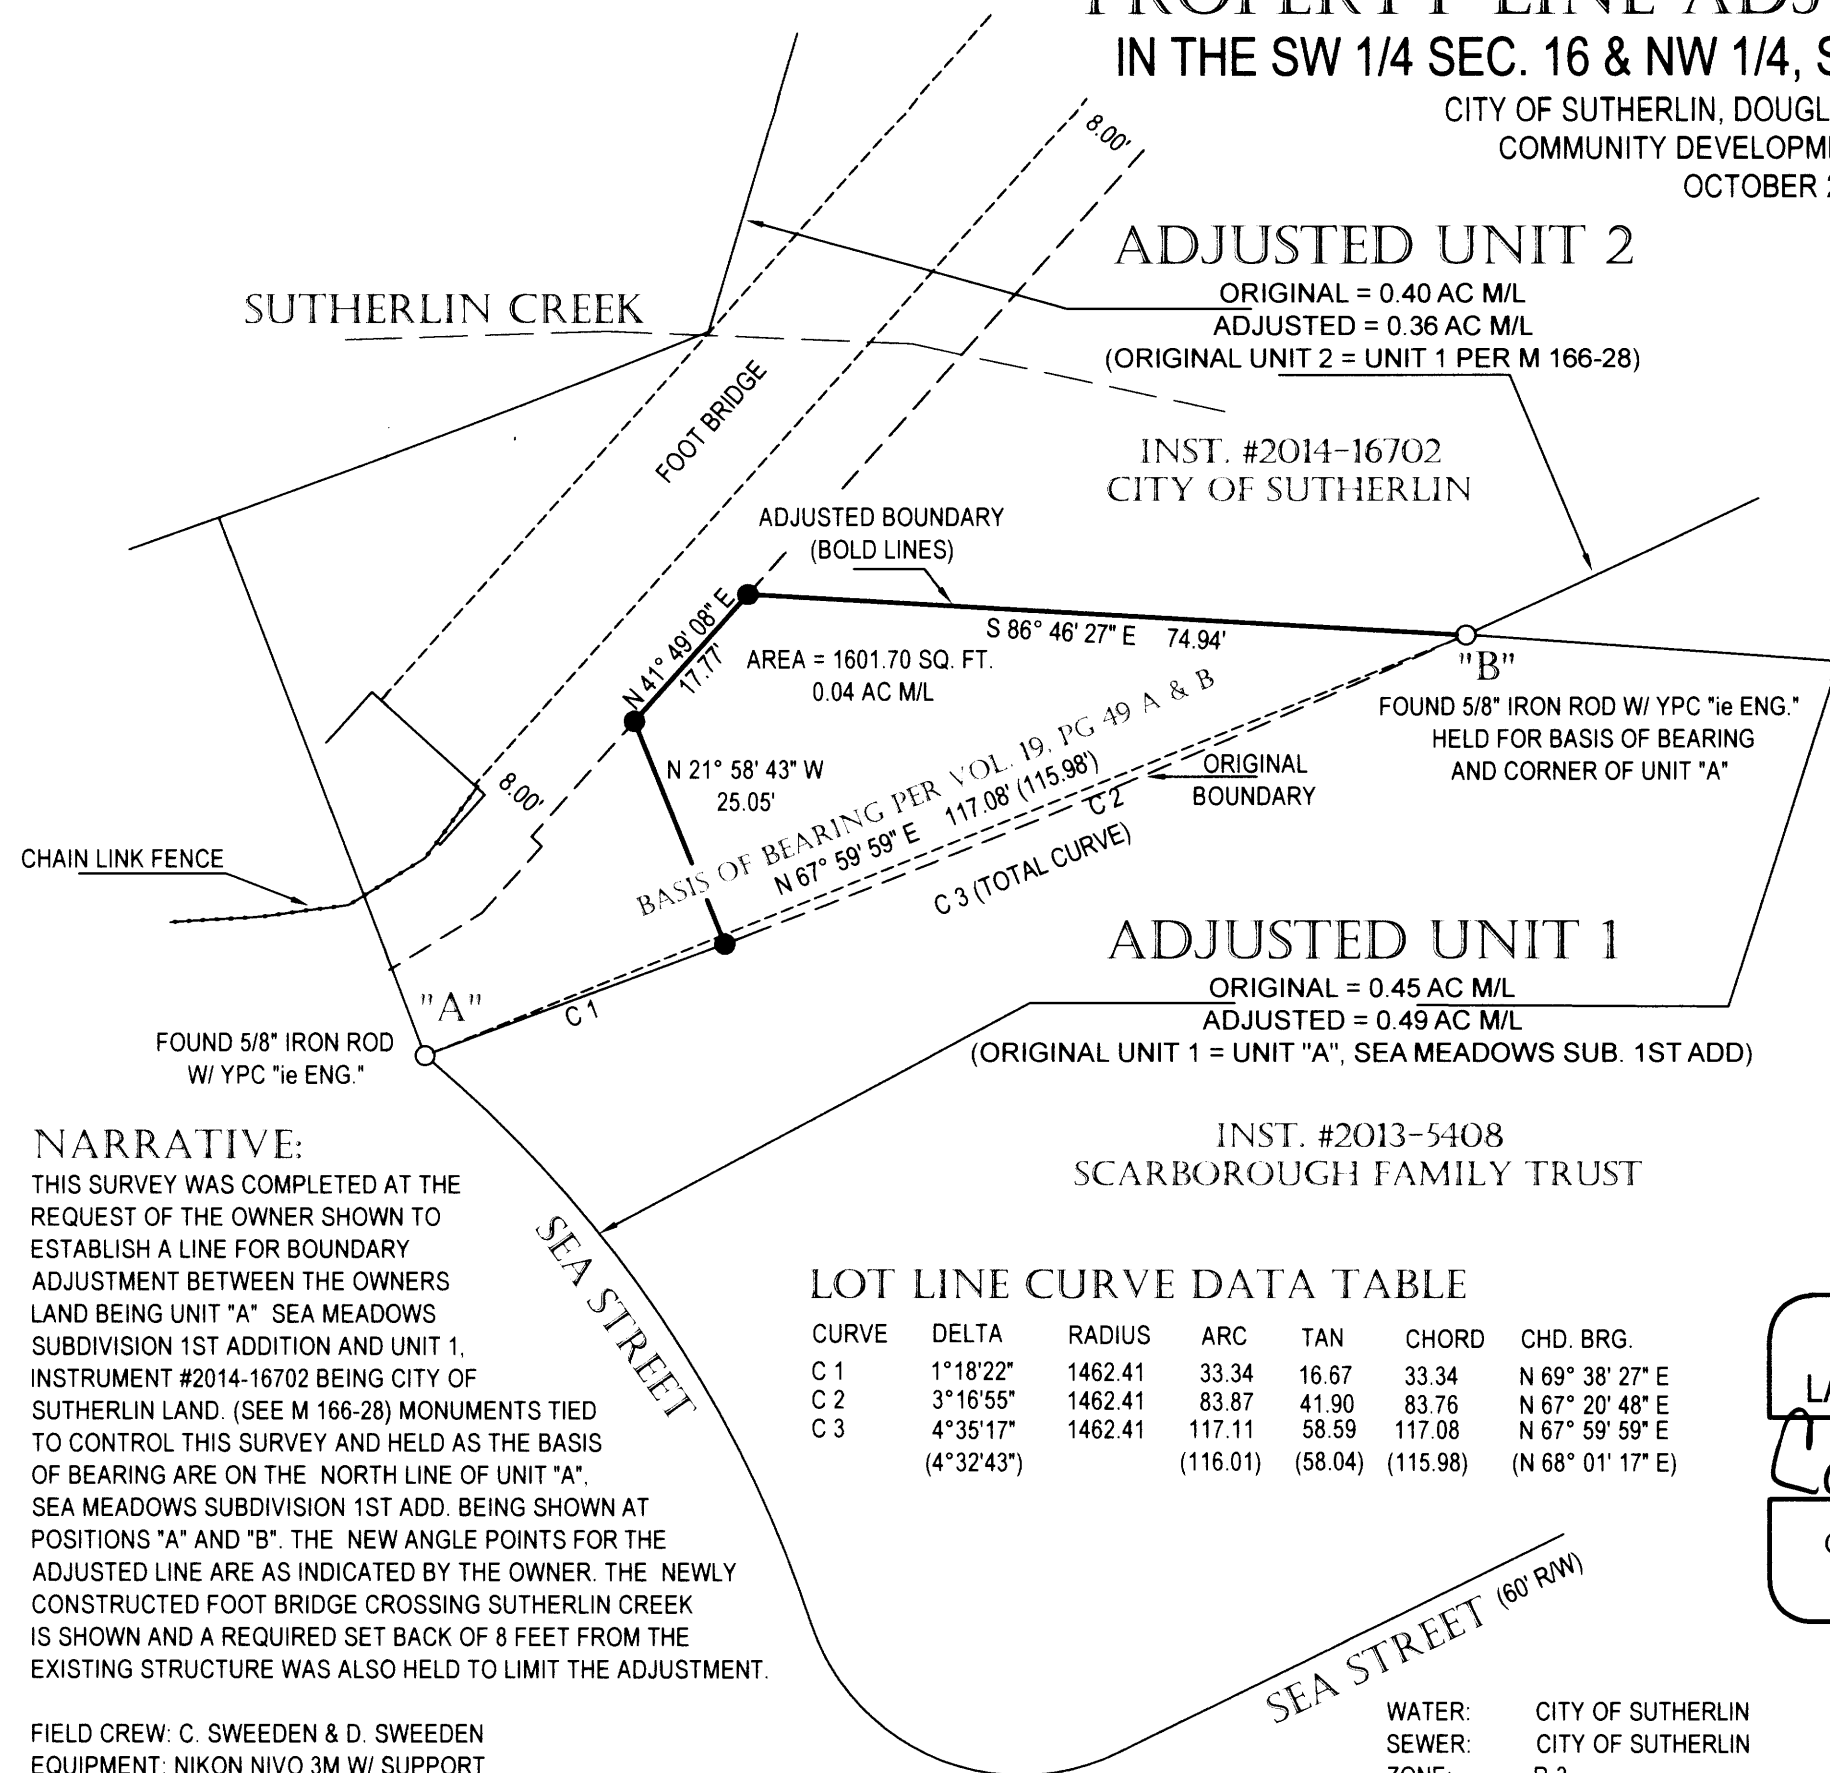 PROPERTY LINE ADJ
IN THE SW 1/4 SEC. 16 & NW 1/4, S
CITY OF SUTHERLIN, DOUGL
COMMUNITY DEVELOPM
OCTOBER 2
8.00'
ADJUSTED UNIT 2
ORIGINAL = 0.40 AC M/L
ADJUSTED = 0.36 AC M/L
(ORIGINAL UNIT 2 = UNIT 1 PER M 166-28)
SUTHERLIN CREEK
FOOT BRIDGE
INST. #2014-16702
CITY OF SUTHERLIN
ADJUSTED BOUNDARY
(BOLD LINES)
N 41° 49' 08" E
17.77'
S 86° 46' 27" E 74.94'
AREA = 1601.70 SQ. FT.
0.04 AC M/L
"B"
FOUND 5/8" IRON ROD W/ YPC "ie ENG."
HELD FOR BASIS OF BEARING
AND CORNER OF UNIT "A"
N 21° 58' 43" W
25.05'
8.00'
BASIS OF BEARING PER VOL. 19, PG 49 A & B
N 67° 59' 59" E 117.08' (115.98')
C 2
ORIGINAL
BOUNDARY
C 3 (TOTAL CURVE)
CHAIN LINK FENCE
"A"
C 1
FOUND 5/8" IRON ROD
W/ YPC "ie ENG."
ADJUSTED UNIT 1
ORIGINAL = 0.45 AC M/L
ADJUSTED = 0.49 AC M/L
(ORIGINAL UNIT 1 = UNIT "A", SEA MEADOWS SUB. 1ST ADD)
INST. #2013-5408
SCARBOROUGH FAMILY TRUST
NARRATIVE:
THIS SURVEY WAS COMPLETED AT THE
REQUEST OF THE OWNER SHOWN TO
ESTABLISH A LINE FOR BOUNDARY
ADJUSTMENT BETWEEN THE OWNERS
LAND BEING UNIT "A" SEA MEADOWS
SUBDIVISION 1ST ADDITION AND UNIT 1,
INSTRUMENT #2014-16702 BEING CITY OF
SUTHERLIN LAND. (SEE M 166-28) MONUMENTS TIED
TO CONTROL THIS SURVEY AND HELD AS THE BASIS
OF BEARING ARE ON THE NORTH LINE OF UNIT "A",
SEA MEADOWS SUBDIVISION 1ST ADD. BEING SHOWN AT
POSITIONS "A" AND "B". THE NEW ANGLE POINTS FOR THE
ADJUSTED LINE ARE AS INDICATED BY THE OWNER. THE NEWLY
CONSTRUCTED FOOT BRIDGE CROSSING SUTHERLIN CREEK
IS SHOWN AND A REQUIRED SET BACK OF 8 FEET FROM THE
EXISTING STRUCTURE WAS ALSO HELD TO LIMIT THE ADJUSTMENT.
FIELD CREW: C. SWEEDEN & D. SWEEDEN
EQUIPMENT: NIKON NIVO 3M W/ SUPPORT
SEA STREET
LOT LINE CURVE DATA TABLE
CURVE DELTA RADIUS ARC TAN CHORD CHD. BRG.
C 1 1°18'22" 1462.41 33.34 16.67 33.34 N 69° 38' 27" E
C 2 3°16'55" 1462.41 83.87 41.90 83.76 N 67° 20' 48" E
C 3 4°35'17" 1462.41 117.11 58.59 117.08 N 67° 59' 59" E
(4°32'43") (116.01) (58.04) (115.98) (N 68° 01' 17" E)
LA
SEA STREET (60' R/W)
WATER: CITY OF SUTHERLIN
SEWER: CITY OF SUTHERLIN